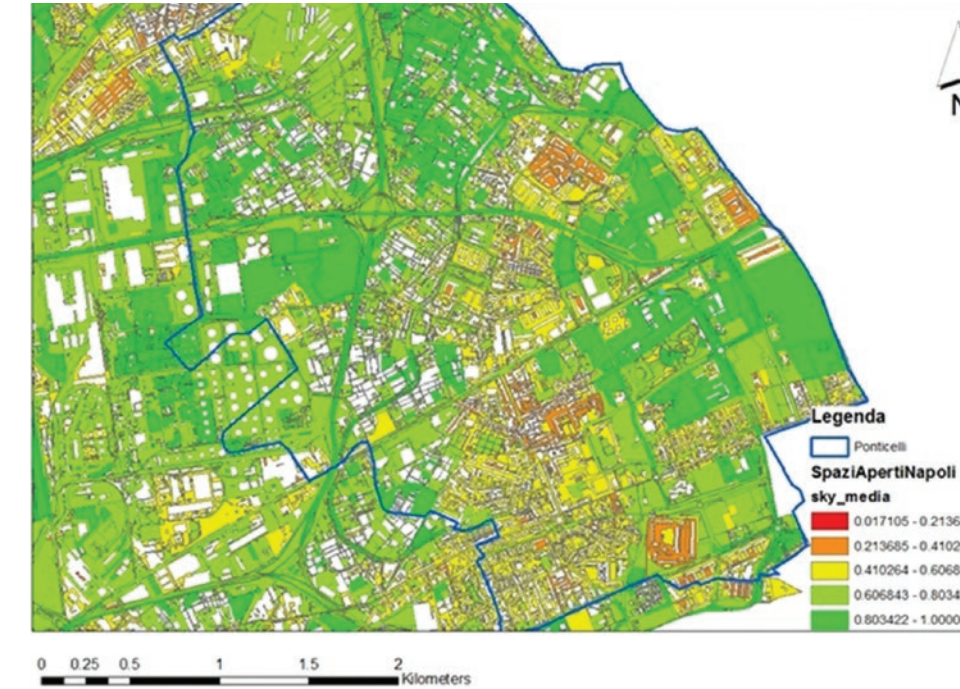 N
Legenda
Ponticelli
SpaziApertiNapoli
sky_media
0.017105 - 0.2136
0.213685 - 0.4102
0.410264 - 0.6068
0.606843 - 0.8034
0.803422 - 1.0000
0 0.25 0.5 1 1.5 2
Kilometers